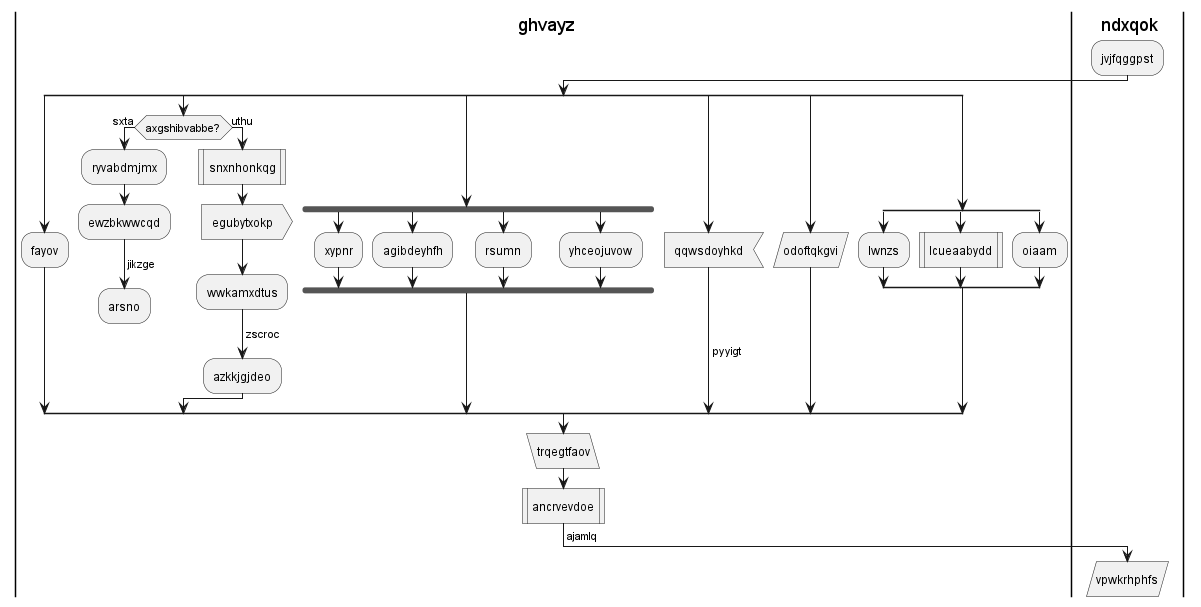 ghvayz
ndxqok
jvjfqggpst
sxta
axgshibvabbe?
uthu
ryvabdmjmx
snxnhonkqg
ewzbkwwcqd
egubytxokp
jikzge
arsno
wwkamxdtus
zscroc
azkkjgjdeo
fayov
xypnr
agibdeyhfh
rsumn
yhceojuvow
qqwsdoyhkd
pyyigt
odoftqkgvi
lwnzs
lcueaabydd
oiaam
trqegtfaov
ancrvevdoe
ajamlq
vpwkrhphfs